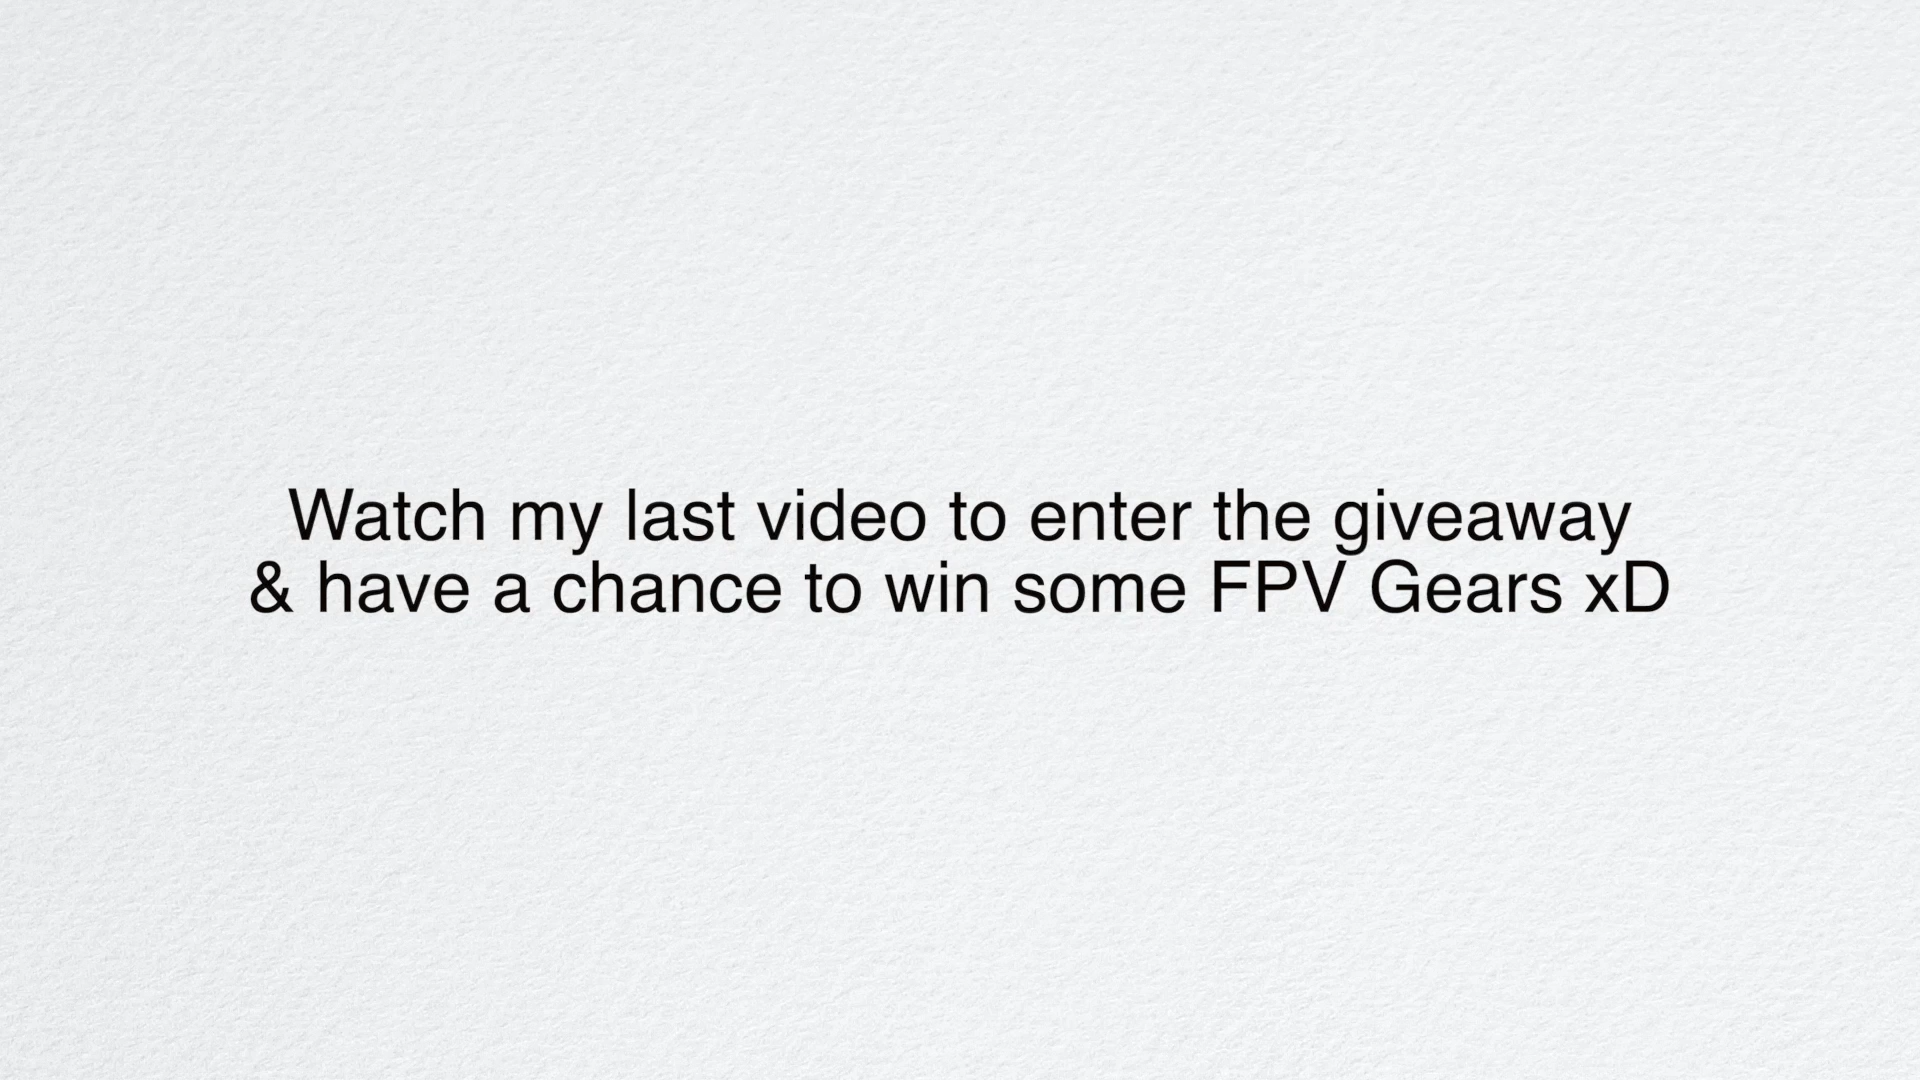 Watch my last video to enter the giveaway
& have a chance to win some FPV Gears xD